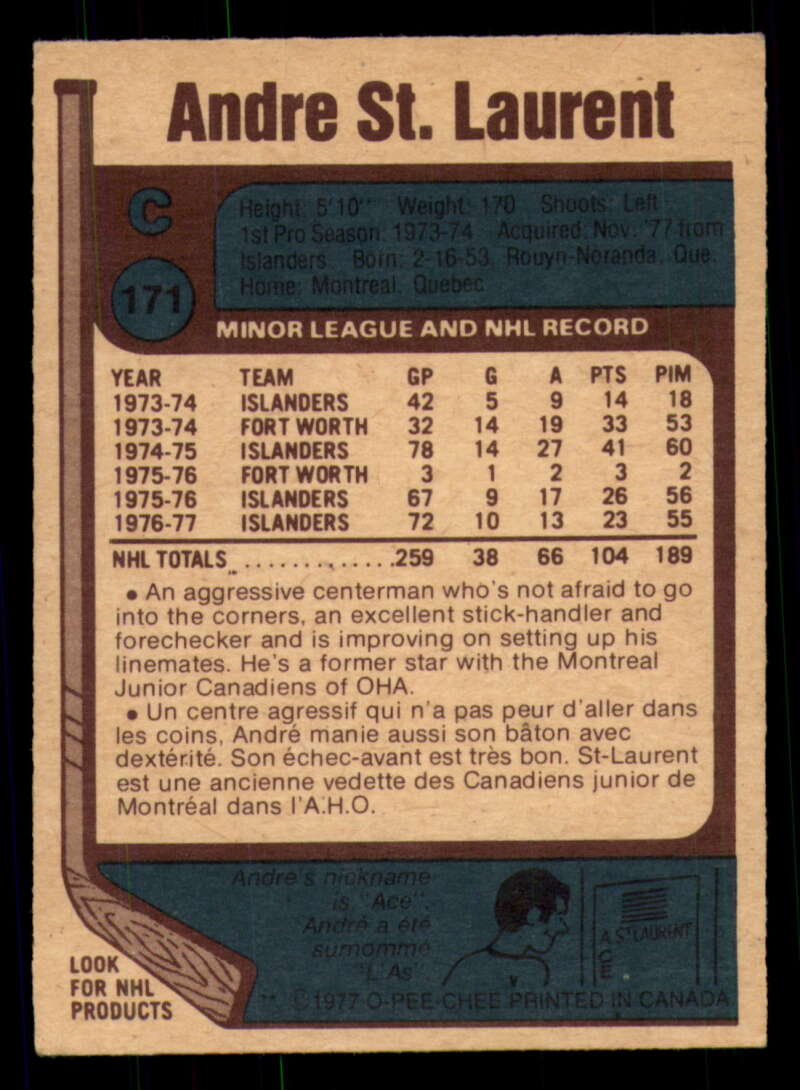 Andre St. Laurent
C
171
Height: 5'10" Weight: 170 Shoots: Left
1st Pro Season: 1973-74 Acquired: Nov. '77 from
Islanders Born: 2-16-53, Rouyn-Noranda, Que.
Home: Montreal, Quebec
MINOR LEAGUE AND NHL RECORD
YEAR TEAM GP G A PTS PIM
1973-74 ISLANDERS 42 5 9 14 18
1973-74 FORT WORTH 32 14 19 33 53
1974-75 ISLANDERS 78 14 27 41 60
1975-76 FORT WORTH 3 1 2 3 2
1975-76 ISLANDERS 67 9 17 26 56
1976-77 ISLANDERS 72 10 13 23 55
NHL TOTALS ..............259 38 66 104 189
• An aggressive centerman who's not afraid to go
into the corners, an excellent stick-handler and
forechecker and is improving on setting up his
linemates. He's a former star with the Montreal
Junior Canadiens of OHA.
• Un centre agressif qui n'a pas peur d'aller dans
les coins, André manie aussi son bâton avec
dextérité. Son échec-avant est très bon. St-Laurent
est une ancienne vedette des Canadiens junior de
Montréal dans l'A.H.O.
Andre's nickname
is "Ace".
André a été
surnommé
"L'As".
ACE
A. ST LAURENT
LOOK
FOR NHL
PRODUCTS
** ©1977 O-PEE-CHEE PRINTED IN CANADA